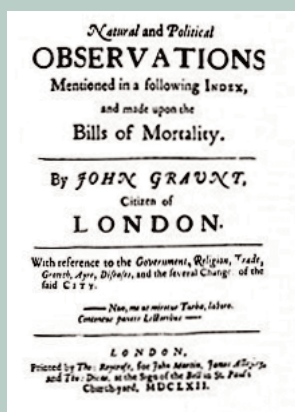 Natural and Political
OBSERVATIONS
Mentioned in a following INDEX,
and made upon the
Bills of Mortality.
By JOHN GRAUNT,
Citizen of
LONDON.
With reference to the Government, Religion, Trade,
Growth, Ayre, Diseases, and the several Changes of the
said CITY.
—— Non, me ut miretur Turba, laboro.
Contentus paucis Lectoribus ——
LONDON,
Printed by Tho: Roycroft, for John Martin, James Allestry,
and Tho: Dicas, at the Sign of the Bell in St. Paul's
Church-yard, MDCLXII.